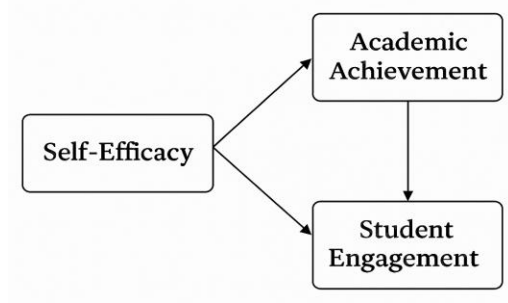 Academic
Achievement
Self-Efficacy
Student
Engagement